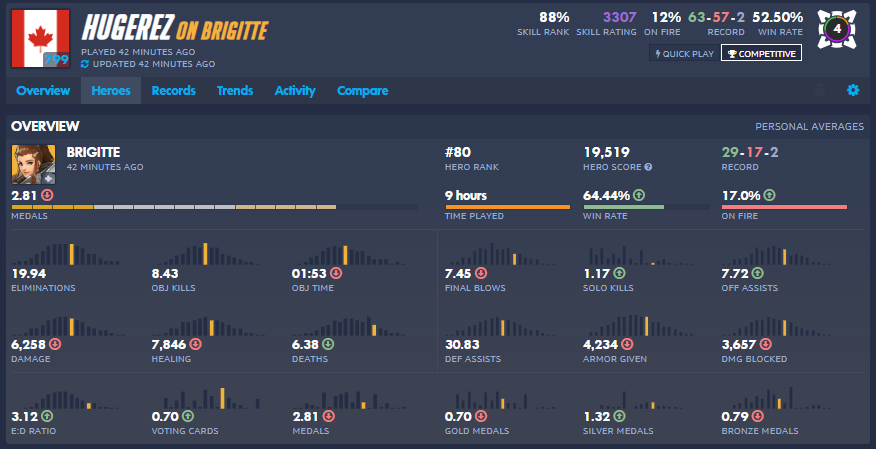 HUGEREZ ON BRIGITTE
PLAYED 42 MINUTES AGO
UPDATED 42 MINUTES AGO
799
88%
SKILL RANK
3307
SKILL RATING
12%
ON FIRE
63-57-2
RECORD
52.50%
WIN RATE
4
QUICK PLAY
COMPETITIVE
Overview
Heroes
Records
Trends
Activity
Compare
OVERVIEW
PERSONAL AVERAGES
BRIGITTE
42 MINUTES AGO
#80
HERO RANK
19,519
HERO SCORE
29-17-2
RECORD
2.81
MEDALS
9 hours
TIME PLAYED
64.44%
WIN RATE
17.0%
ON FIRE
19.94
ELIMINATIONS
8.43
OBJ KILLS
01:53
OBJ TIME
7.45
FINAL BLOWS
1.17
SOLO KILLS
7.72
OFF ASSISTS
6,258
DAMAGE
7,846
HEALING
6.38
DEATHS
30.83
DEF ASSISTS
4,234
ARMOR GIVEN
3,657
DMG BLOCKED
3.12
E:D RATIO
0.70
VOTING CARDS
2.81
MEDALS
0.70
GOLD MEDALS
1.32
SILVER MEDALS
0.79
BRONZE MEDALS